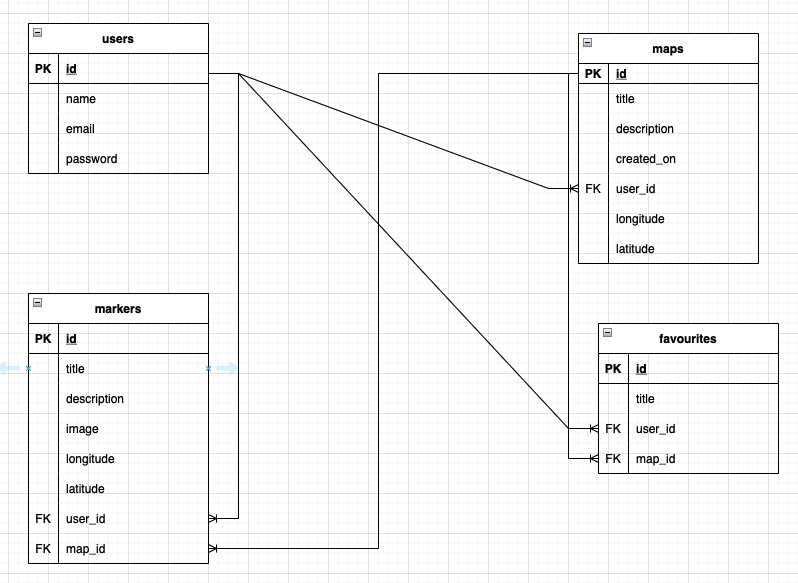 users
PK id
name
email
password
maps
PK id
title
description
created_on
FK user_id
longitude
latitude
markers
PK id
title
description
image
longitude
latitude
FK user_id
FK map_id
favourites
PK id
title
FK user_id
FK map_id